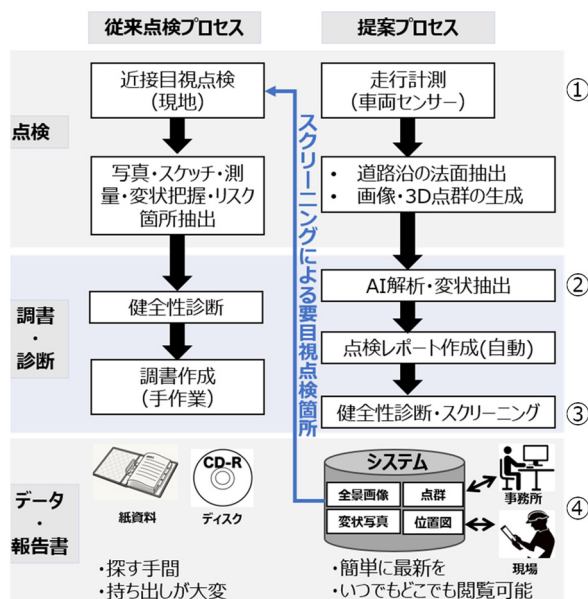 従来点検プロセス
提案プロセス
点検
近接目視点検
(現地)
写真・スケッチ・測
量・変状把握・リスク
箇所抽出
走行計測
(車両センサー)
①
・ 道路沿の法面抽出
・ 画像・3D点群の生成
スクリーニングによる要目視点検箇所
調書
・
診断
健全性診断
調書作成
(手作業)
AI解析・変状抽出
②
点検レポート作成(自動)
健全性診断・スクリーニング
③
データ
・
報告書
紙資料
CD-R
ディスク
・探す手間
・持ち出しが大変
システム
全景画像
点群
変状写真
位置図
事務所
現場
④
・簡単に最新を
・いつでもどこでも閲覧可能